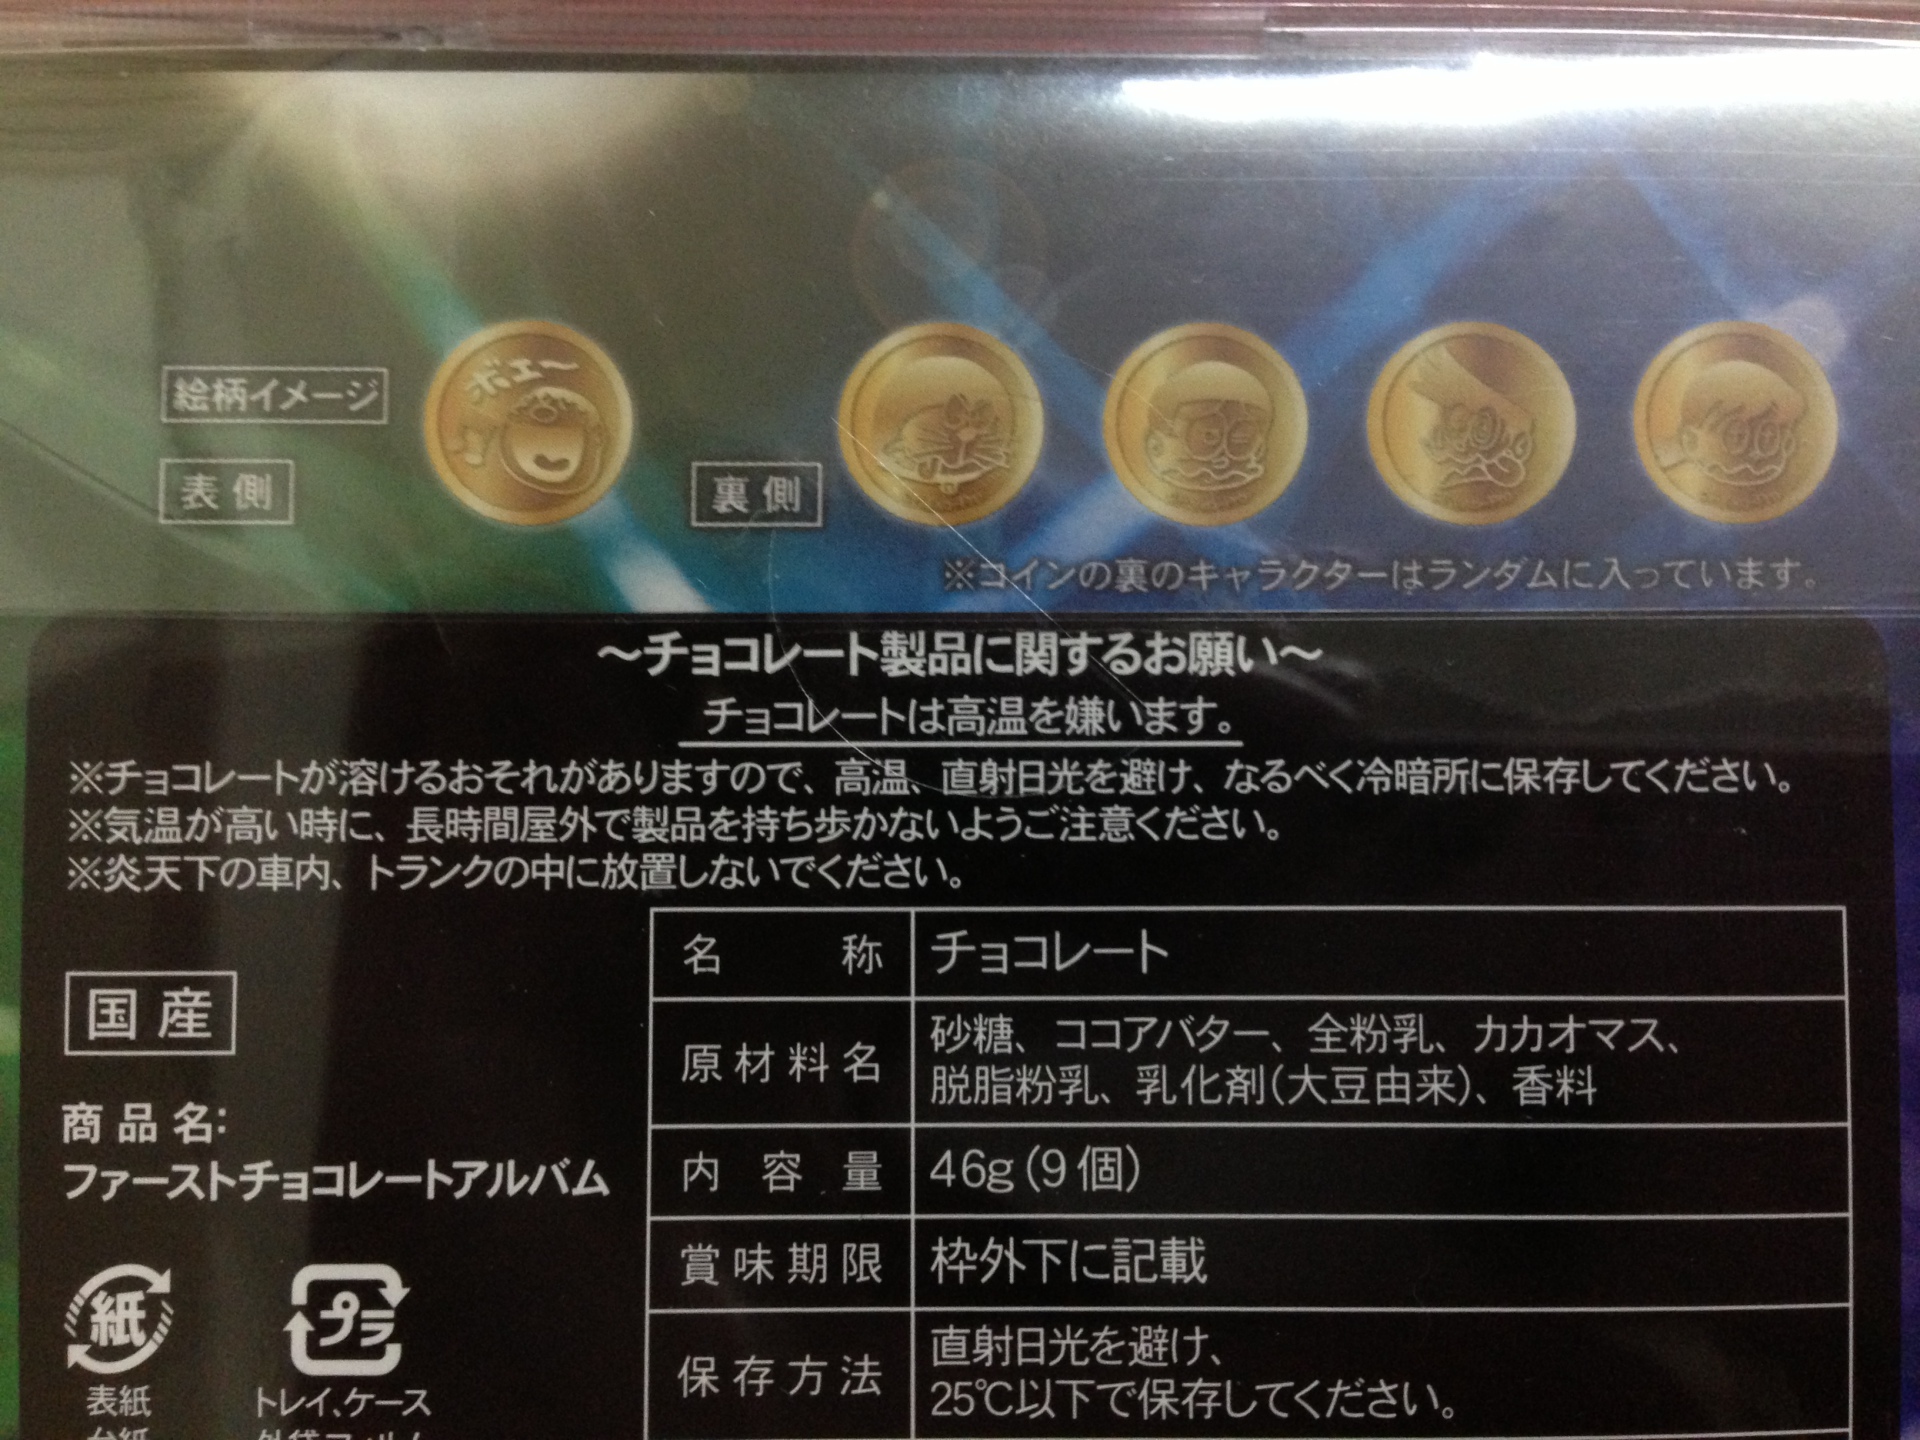 絵柄イメージ
ボエ〜
表側
裏側
※コインの裏のキャラクターはランダムに入っています。
〜チョコレート製品に関するお願い〜
チョコレートは高温を嫌います。
※チョコレートが溶けるおそれがありますので、高温、直射日光を避け、なるべく冷暗所に保存してください。
※気温が高い時に、長時間屋外で製品を持ち歩かないようご注意ください。
※炎天下の車内、トランクの中に放置しないでください。
国産
商品名:
ファーストチョコレートアルバム
紙
プラ
表紙
トレイ、ケース
名称 チョコレート
原材料名 砂糖、ココアバター、全粉乳、カカオマス、
脱脂粉乳、乳化剤(大豆由来)、香料
内容量 46g(9個)
賞味期限 枠外下に記載
保存方法 直射日光を避け、
25℃以下で保存してください。